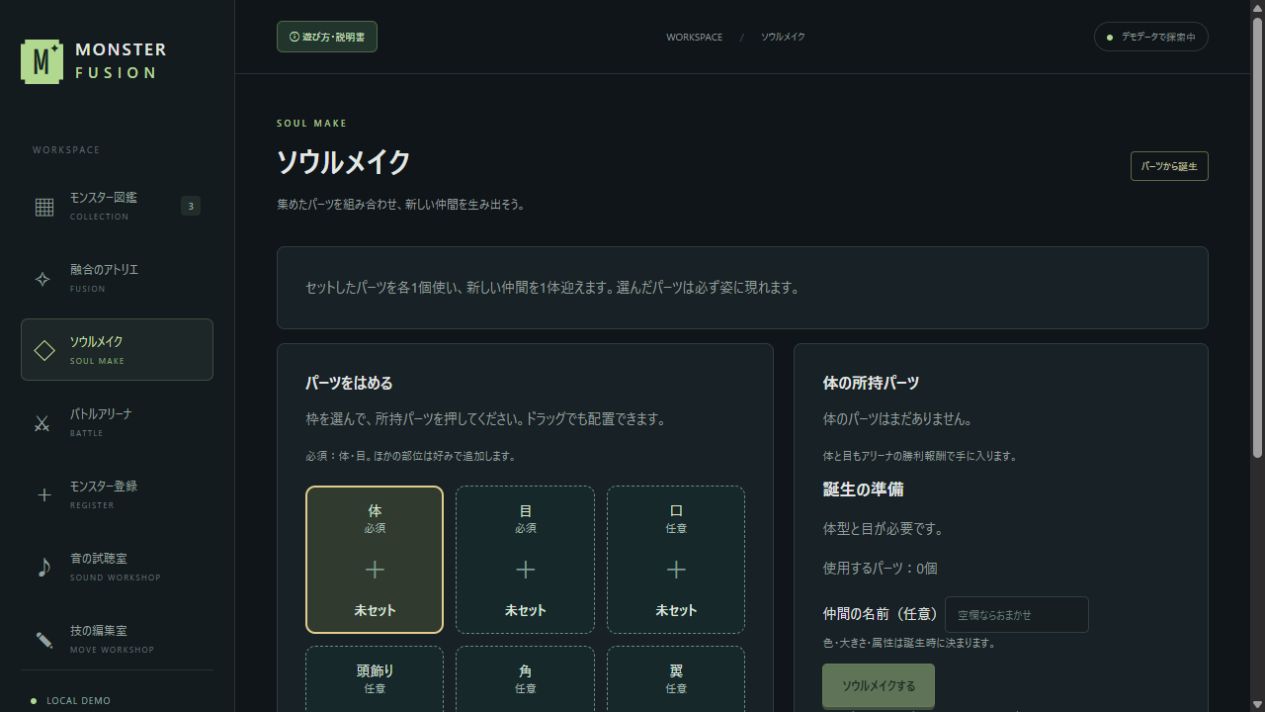 MONSTER
FUSION
WORKSPACE
モンスター図鑑
COLLECTION
3
融合のアトリエ
FUSION
ソウルメイク
SOUL MAKE
バトルアリーナ
BATTLE
モンスター登録
REGISTER
音の試聴室
SOUND WORKSHOP
技の編集室
MOVE WORKSHOP
LOCAL DEMO
遊び方・説明書
WORKSPACE / ソウルメイク
デモデータで探索中
SOUL MAKE
ソウルメイク
パーツから誕生
集めたパーツを組み合わせ、新しい仲間を生み出そう。
セットしたパーツを各1個使い、新しい仲間を1体迎えます。選んだパーツは必ず姿に現れます。
パーツをはめる
枠を選んで、所持パーツを押してください。ドラッグでも配置できます。
必須：体・目。ほかの部位は好みで追加します。
体
必須
+
未セット
目
必須
+
未セット
口
任意
+
未セット
頭飾り
任意
角
任意
翼
任意
体の所持パーツ
体のパーツはまだありません。
体と目もアリーナの勝利報酬で手に入ります。
誕生の準備
体型と目が必要です。
使用するパーツ：0個
仲間の名前（任意） 空欄ならおまかせ
色・大きさ・属性は誕生時に決まります。
ソウルメイクする